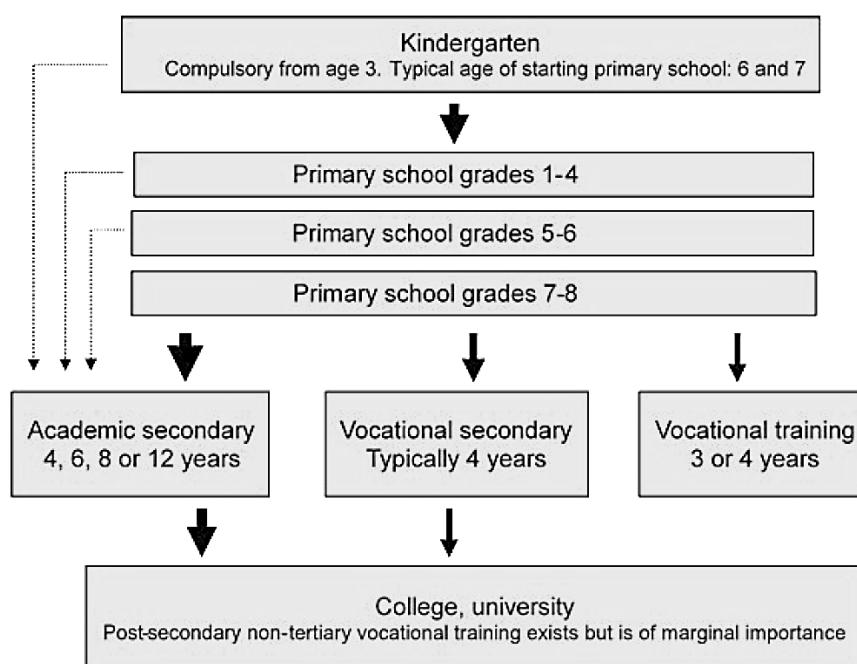 Kindergarten
Compulsory from age 3. Typical age of starting primary school: 6 and 7
Primary school grades 1-4
Primary school grades 5-6
Primary school grades 7-8
Academic secondary
4, 6, 8 or 12 years
Vocational secondary
Typically 4 years
Vocational training
3 or 4 years
College, university
Post-secondary non-tertiary vocational training exists but is of marginal importance